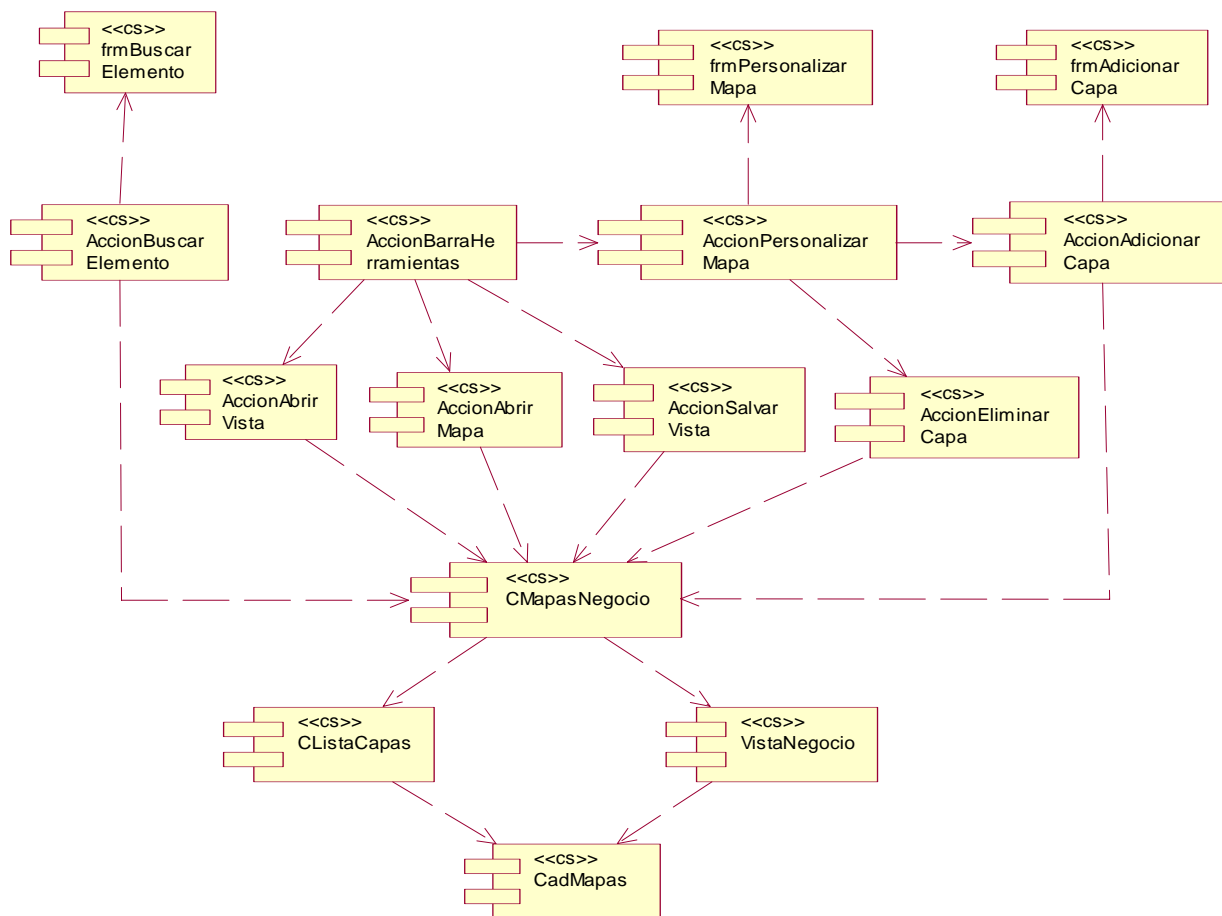 <<cs>>
frmBuscar
Elemento
<<cs>>
frmPersonalizar
Mapa
<<cs>>
frmAdicionar
Capa
<<cs>>
AccionBuscar
Elemento
<<cs>>
AccionBarraHe
rramientas
<<cs>>
AccionPersonalizar
Mapa
<<cs>>
AccionAdicionar
Capa
<<cs>>
AccionAbrir
Vista
<<cs>>
AccionAbrir
Mapa
<<cs>>
AccionSalvar
Vista
<<cs>>
AccionEliminar
Capa
<<cs>>
CMapasNegocio
<<cs>>
CListaCapas
<<cs>>
VistaNegocio
<<cs>>
CadMapas